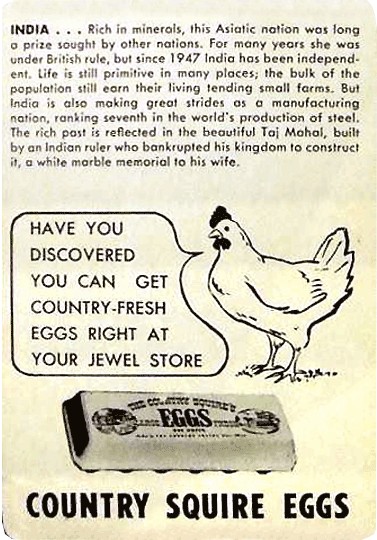 INDIA . . . Rich in minerals, this Asiatic nation was long
a prize sought by other nations. For many years she was
under British rule, but since 1947 India has been independ-
ent. Life is still primitive in many places; the bulk of the
population still earn their living tending small farms. But
India is also making great strides as a manufacturing
nation, ranking seventh in the world's production of steel.
The rich past is reflected in the beautiful Taj Mahal, built
by an Indian ruler who bankrupted his kingdom to construct
it, a white marble memorial to his wife.
HAVE YOU
DISCOVERED
YOU CAN GET
COUNTRY-FRESH
EGGS RIGHT AT
YOUR JEWEL STORE
THE COUNTRY SQUIRE'S
LARGE EGGS
COUNTRY SQUIRE EGGS